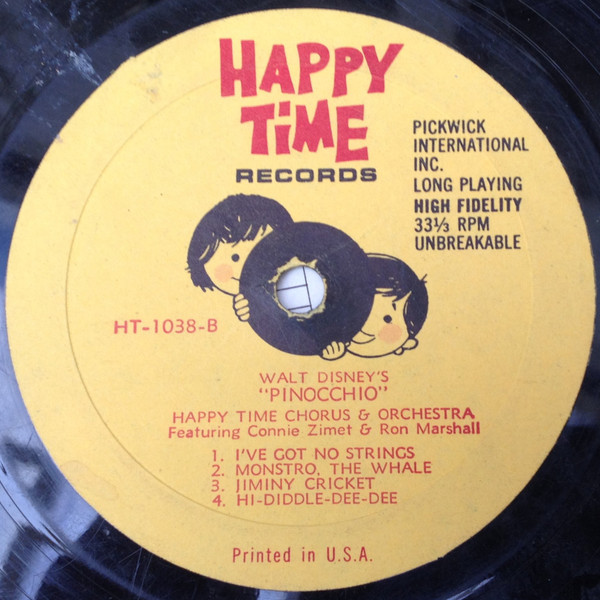 HAPPY
TiME
RECORDS
PICKWICK
INTERNATIONAL
INC.
LONG PLAYING
HIGH FIDELITY
33⅓ RPM
UNBREAKABLE
HT-1038-B
WALT DISNEY'S
"PINOCCHIO"
HAPPY TIME CHORUS & ORCHESTRA
Featuring Connie Zimet & Ron Marshall
1. I'VE GOT NO STRINGS
2. MONSTRO, THE WHALE
3. JIMINY CRICKET
4. HI-DIDDLE-DEE-DEE
Printed in U.S.A.